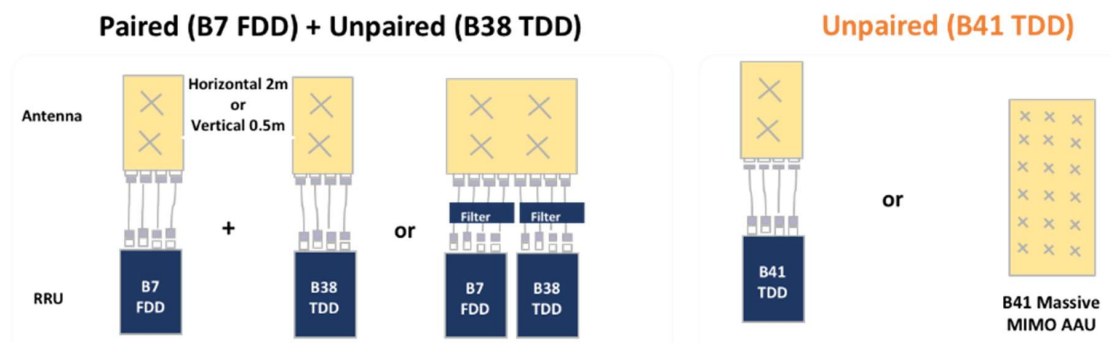 Paired (B7 FDD) + Unpaired (B38 TDD)
Unpaired (B41 TDD)
Antenna
Horizontal 2m
or
Vertical 0.5m
+
or
Filter
Filter
or
RRU
B7
FDD
B38
TDD
B7
FDD
B38
TDD
B41
TDD
B41 Massive
MIMO AAU